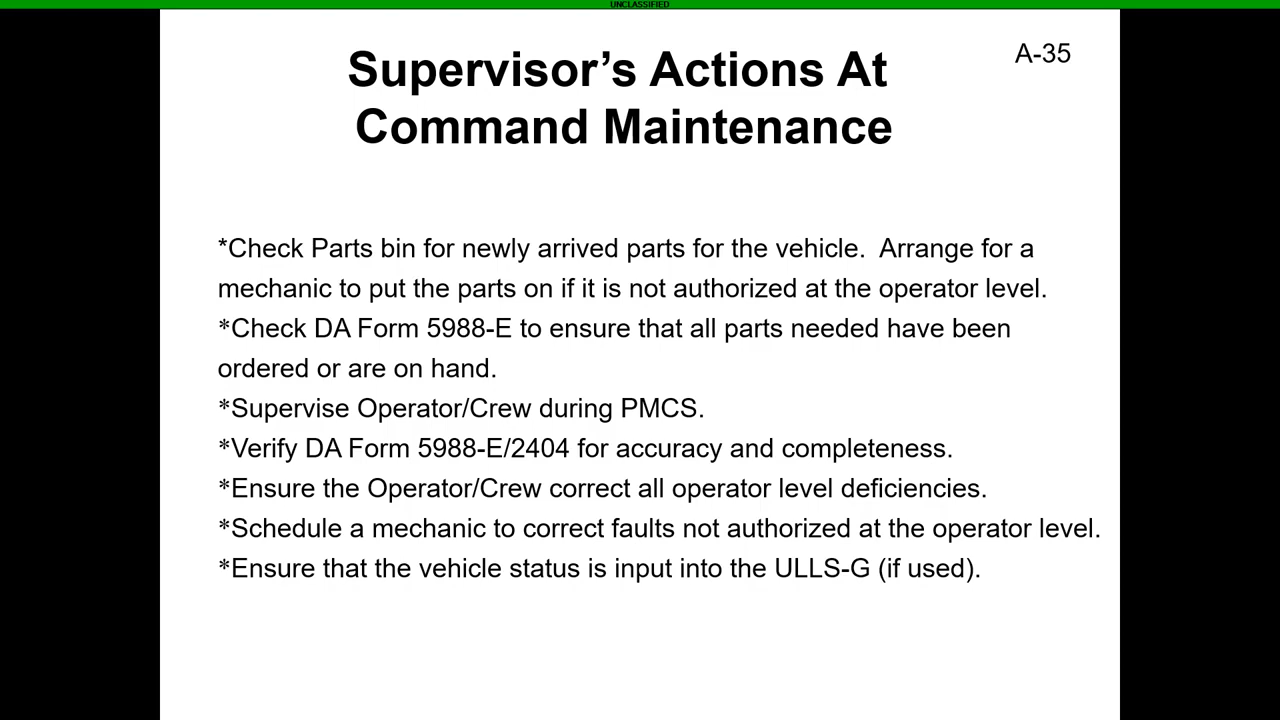 UNCLASSIFIED
A-35
Supervisor’s Actions At
Command Maintenance
*Check Parts bin for newly arrived parts for the vehicle.  Arrange for a
mechanic to put the parts on if it is not authorized at the operator level.
*Check DA Form 5988-E to ensure that all parts needed have been
ordered or are on hand.
*Supervise Operator/Crew during PMCS.
*Verify DA Form 5988-E/2404 for accuracy and completeness.
*Ensure the Operator/Crew correct all operator level deficiencies.
*Schedule a mechanic to correct faults not authorized at the operator level.
*Ensure that the vehicle status is input into the ULLS-G (if used).